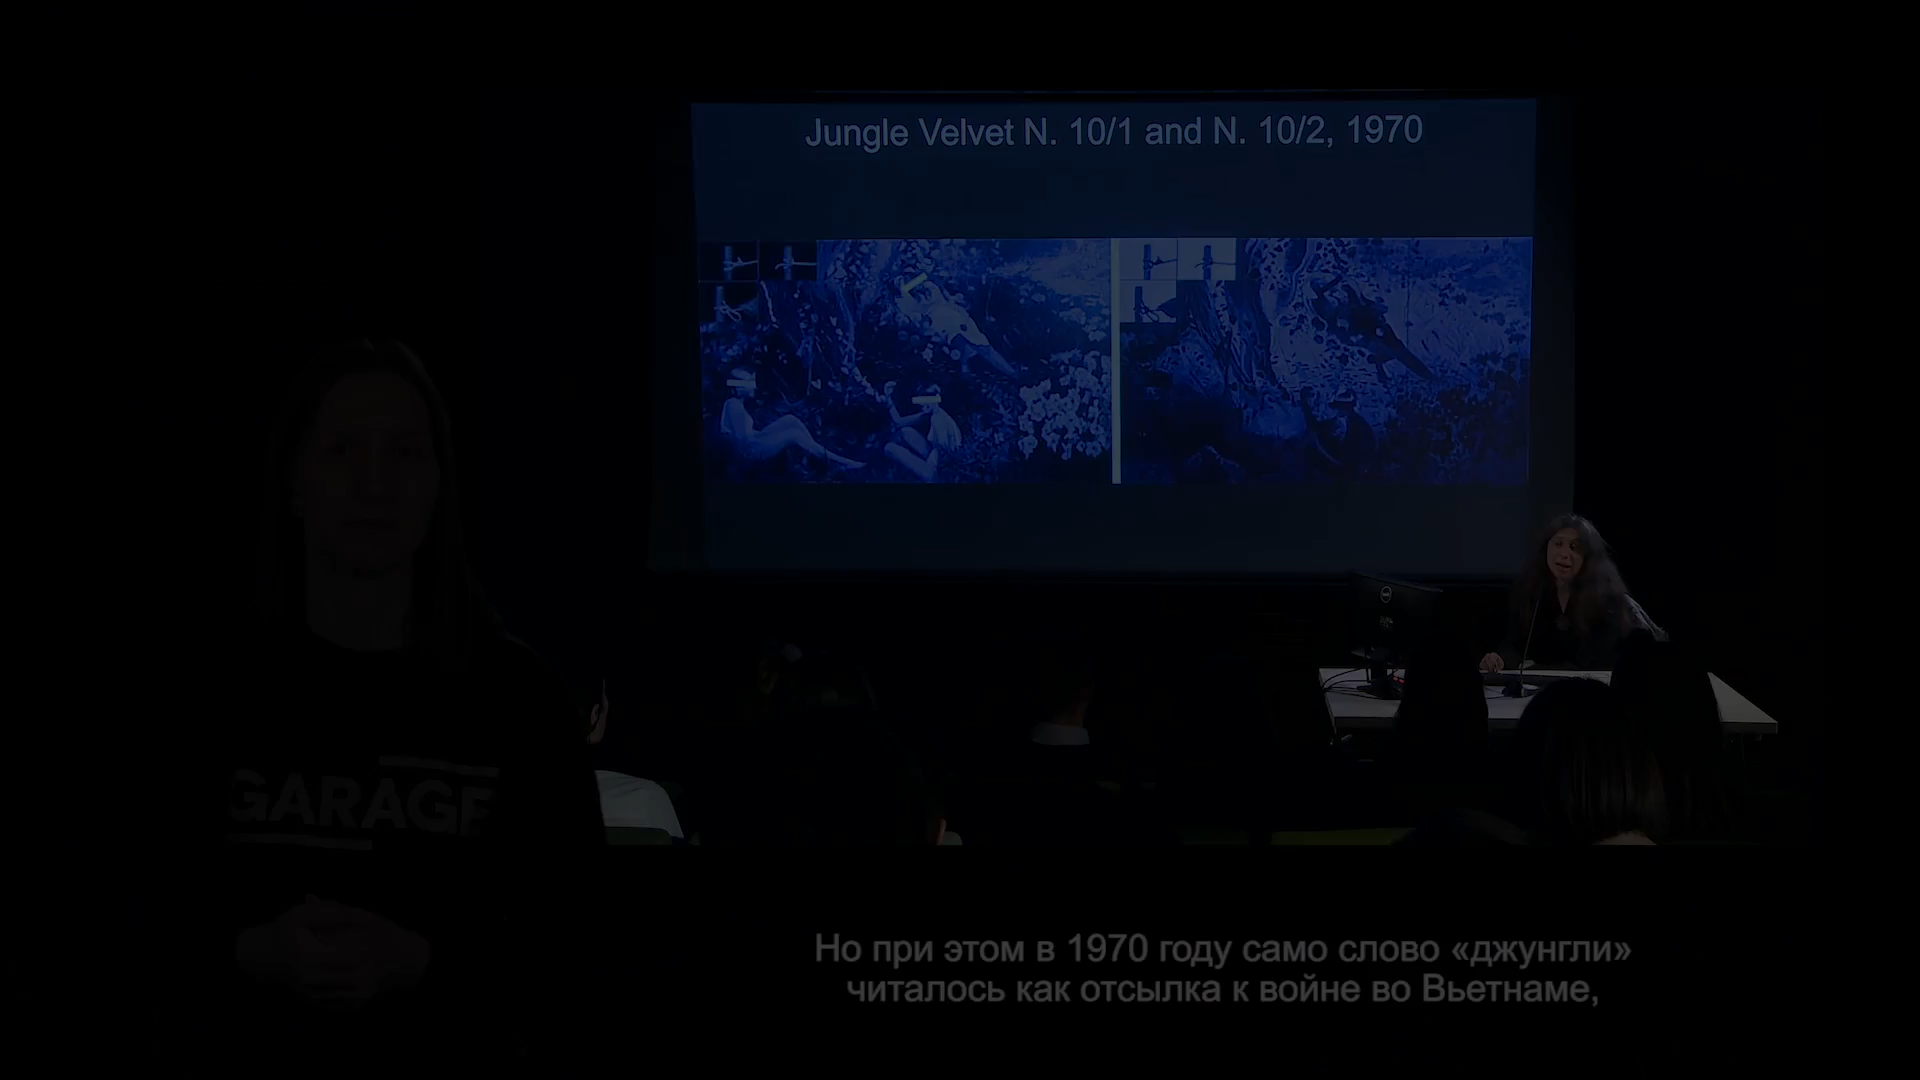 Jungle Velvet N. 10/1 and N. 10/2, 1970
GARAGE
Но при этом в 1970 году само слово «джунгли»
читалось как отсылка к войне во Вьетнаме,